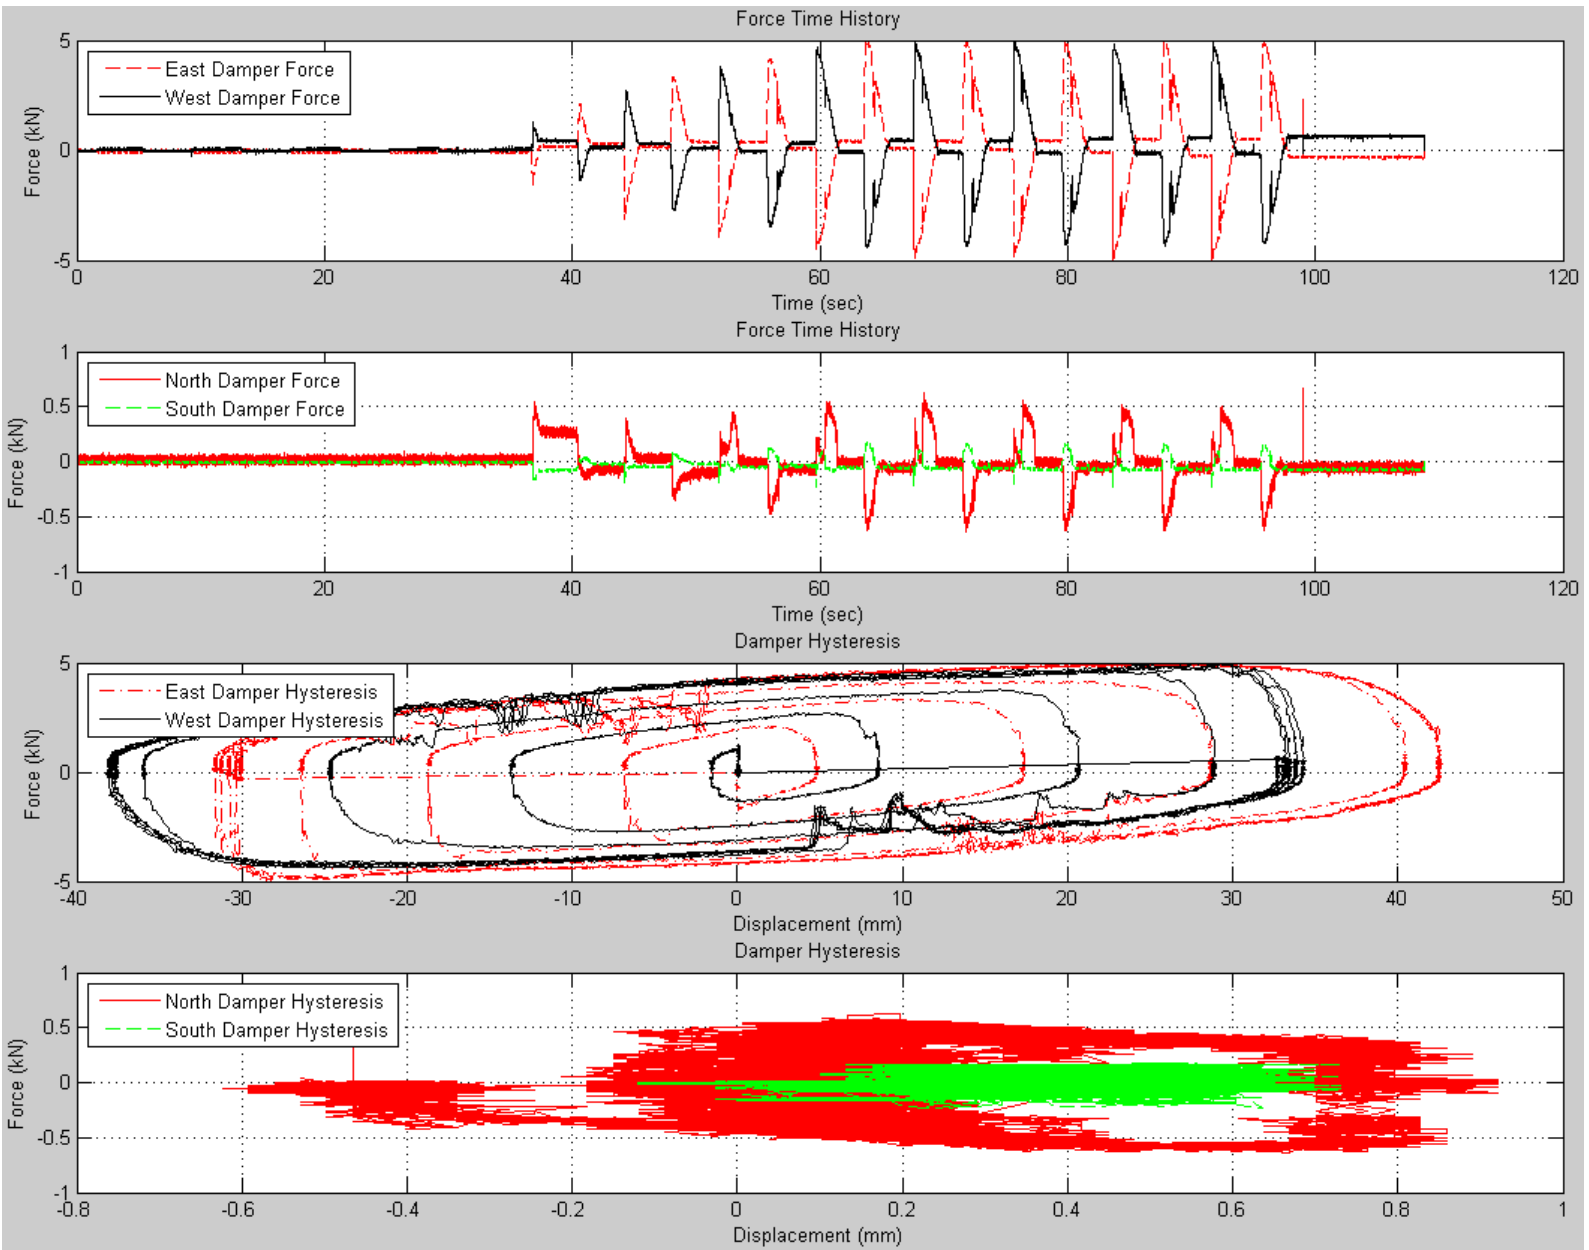 Force Time History
5
East Damper Force
West Damper Force
0
-5
Force (kN)
0 20 40 60 80 100 120
Time (sec)
Force Time History
1
North Damper Force
0.5
South Damper Force
0
-0.5
-1
Force (kN)
0 20 40 60 80 100 120
Time (sec)
Damper Hysteresis
5
East Damper Hysteresis
West Damper Hysteresis
0
-5
Force (kN)
-40 -30 -20 -10 0 10 20 30 40 50
Displacement (mm)
Damper Hysteresis
1
North Damper Hysteresis
0.5
South Damper Hysteresis
0
-0.5
-1
Force (kN)
-0.8 -0.6 -0.4 -0.2 0 0.2 0.4 0.6 0.8 1
Displacement (mm)